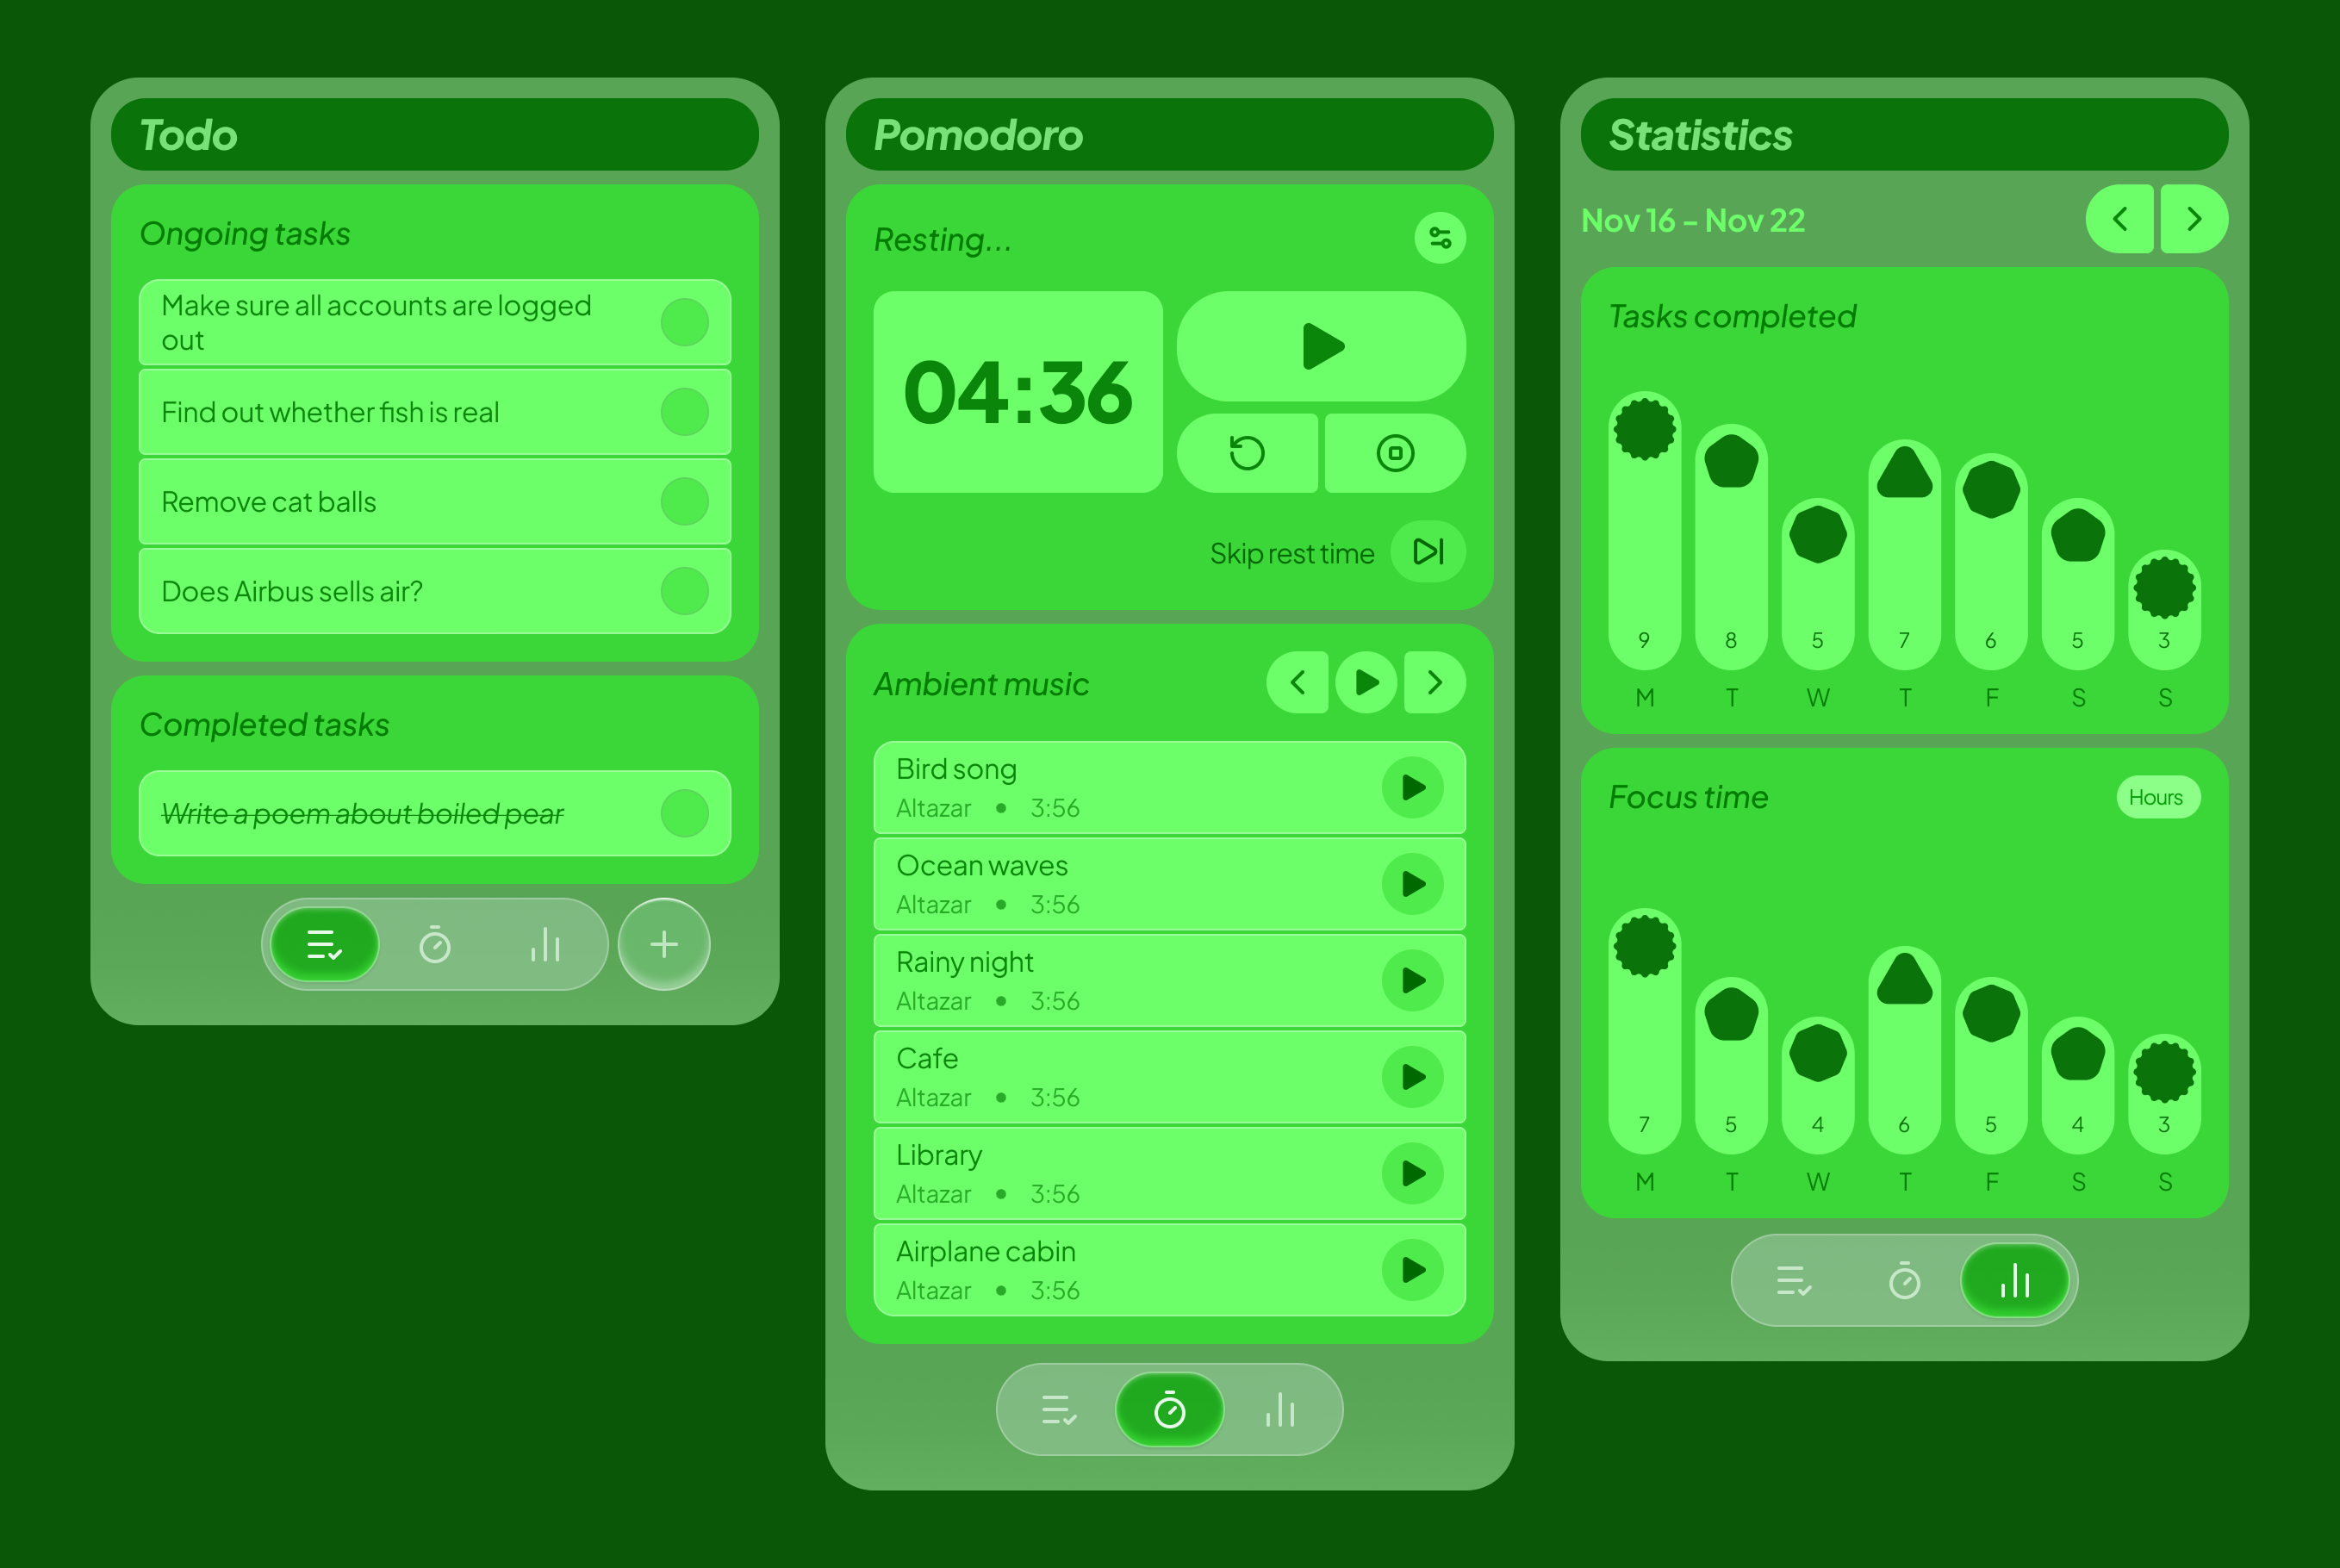 Todo
Ongoing tasks
Make sure all accounts are logged
out
Find out whether fish is real
Remove cat balls
Does Airbus sells air?
Completed tasks
Write a poem about boiled pear
Pomodoro
Resting...
04:36
Skip rest time
Ambient music
Bird song
Altazar • 3:56
Ocean waves
Altazar • 3:56
Rainy night
Altazar • 3:56
Cafe
Altazar • 3:56
Library
Altazar • 3:56
Airplane cabin
Altazar • 3:56
Statistics
Nov 16 - Nov 22
Tasks completed
9 8 5 7 6 5 3
M T W T F S S
Focus time
Hours
7 5 4 6 5 4 3
M T W T F S S